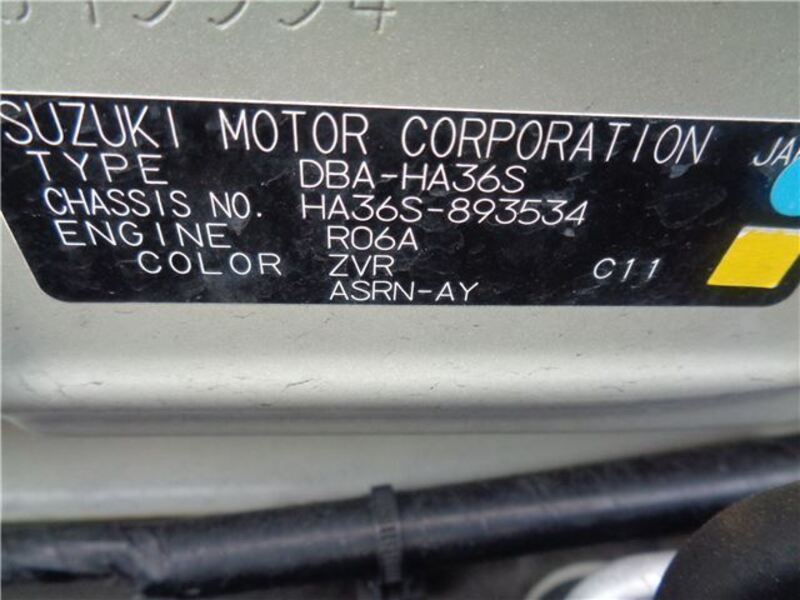 SUZUKI MOTOR CORPORATION
TYPE DBA-HA36S
CHASSIS NO. HA36S-893534
ENGINE R06A
COLOR ZVR C11
ASRN-AY